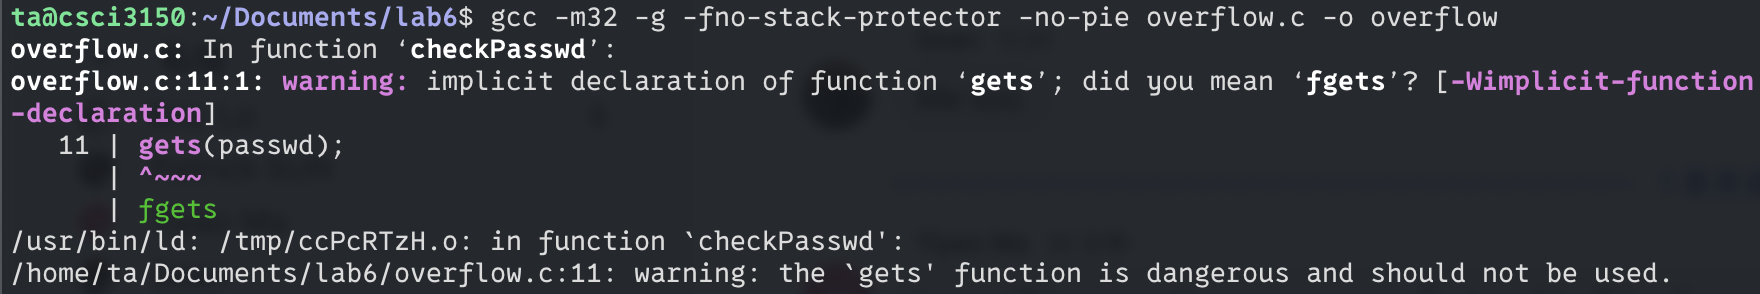 ta@csci3150:~/Documents/lab6$ gcc -m32 -g -fno-stack-protector -no-pie overflow.c -o overflow
overflow.c: In function ‘checkPasswd’:
overflow.c:11:1: warning: implicit declaration of function ‘gets’; did you mean ‘fgets’? [-Wimplicit-function
-declaration]
   11 | gets(passwd);
      | ^~~~
      | fgets
/usr/bin/ld: /tmp/ccPcRTzH.o: in function `checkPasswd':
/home/ta/Documents/lab6/overflow.c:11: warning: the `gets' function is dangerous and should not be used.